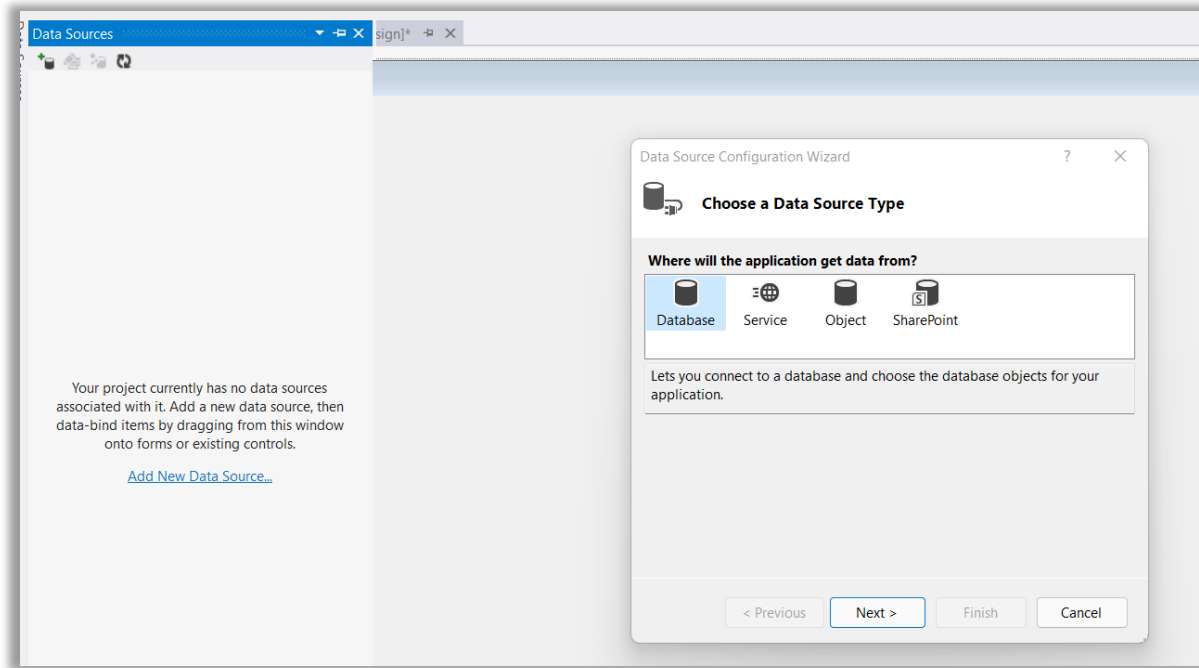 Data Sources
sign]*
Your project currently has no data sources
associated with it. Add a new data source, then
data-bind items by dragging from this window
onto forms or existing controls.
Add New Data Source...
Data Source Configuration Wizard
?
Choose a Data Source Type
Where will the application get data from?
Database Service Object SharePoint
Lets you connect to a database and choose the database objects for your
application.
< Previous Next > Finish Cancel